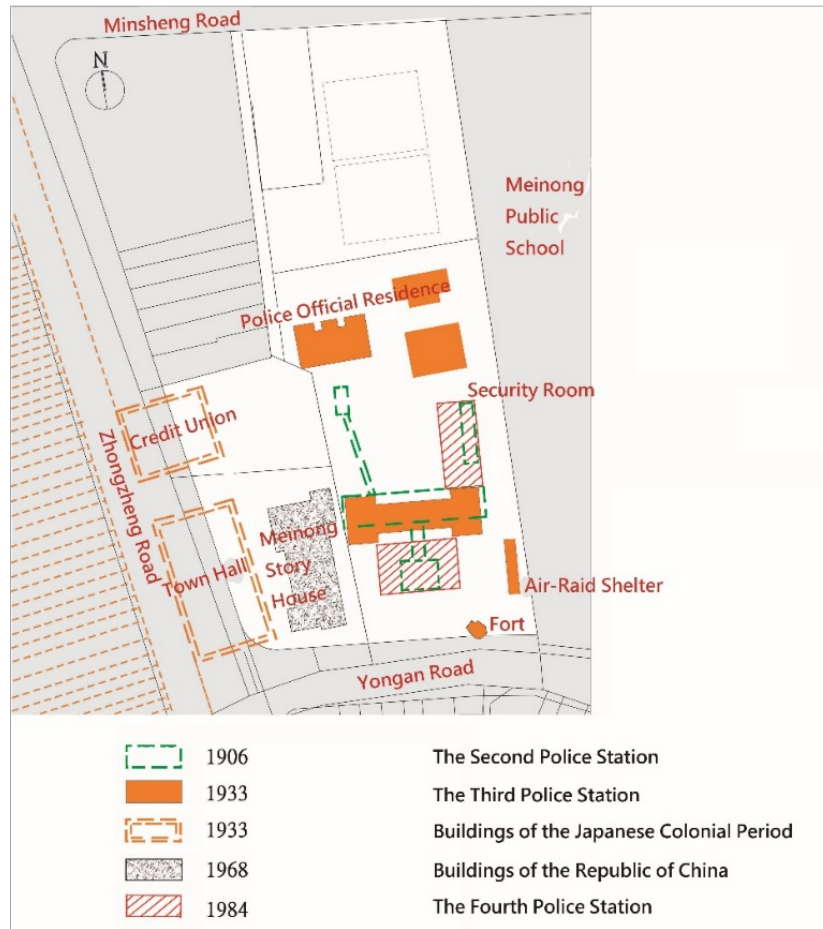 Minsheng Road
N
Meinong
Public
School
Police Official Residence
Security Room
Credit Union
Zhongzheng Road
Meinong
Story
House
Town Hall
Air-Raid Shelter
Fort
Yongan Road
1906 The Second Police Station
1933 The Third Police Station
1933 Buildings of the Japanese Colonial Period
1968 Buildings of the Republic of China
1984 The Fourth Police Station